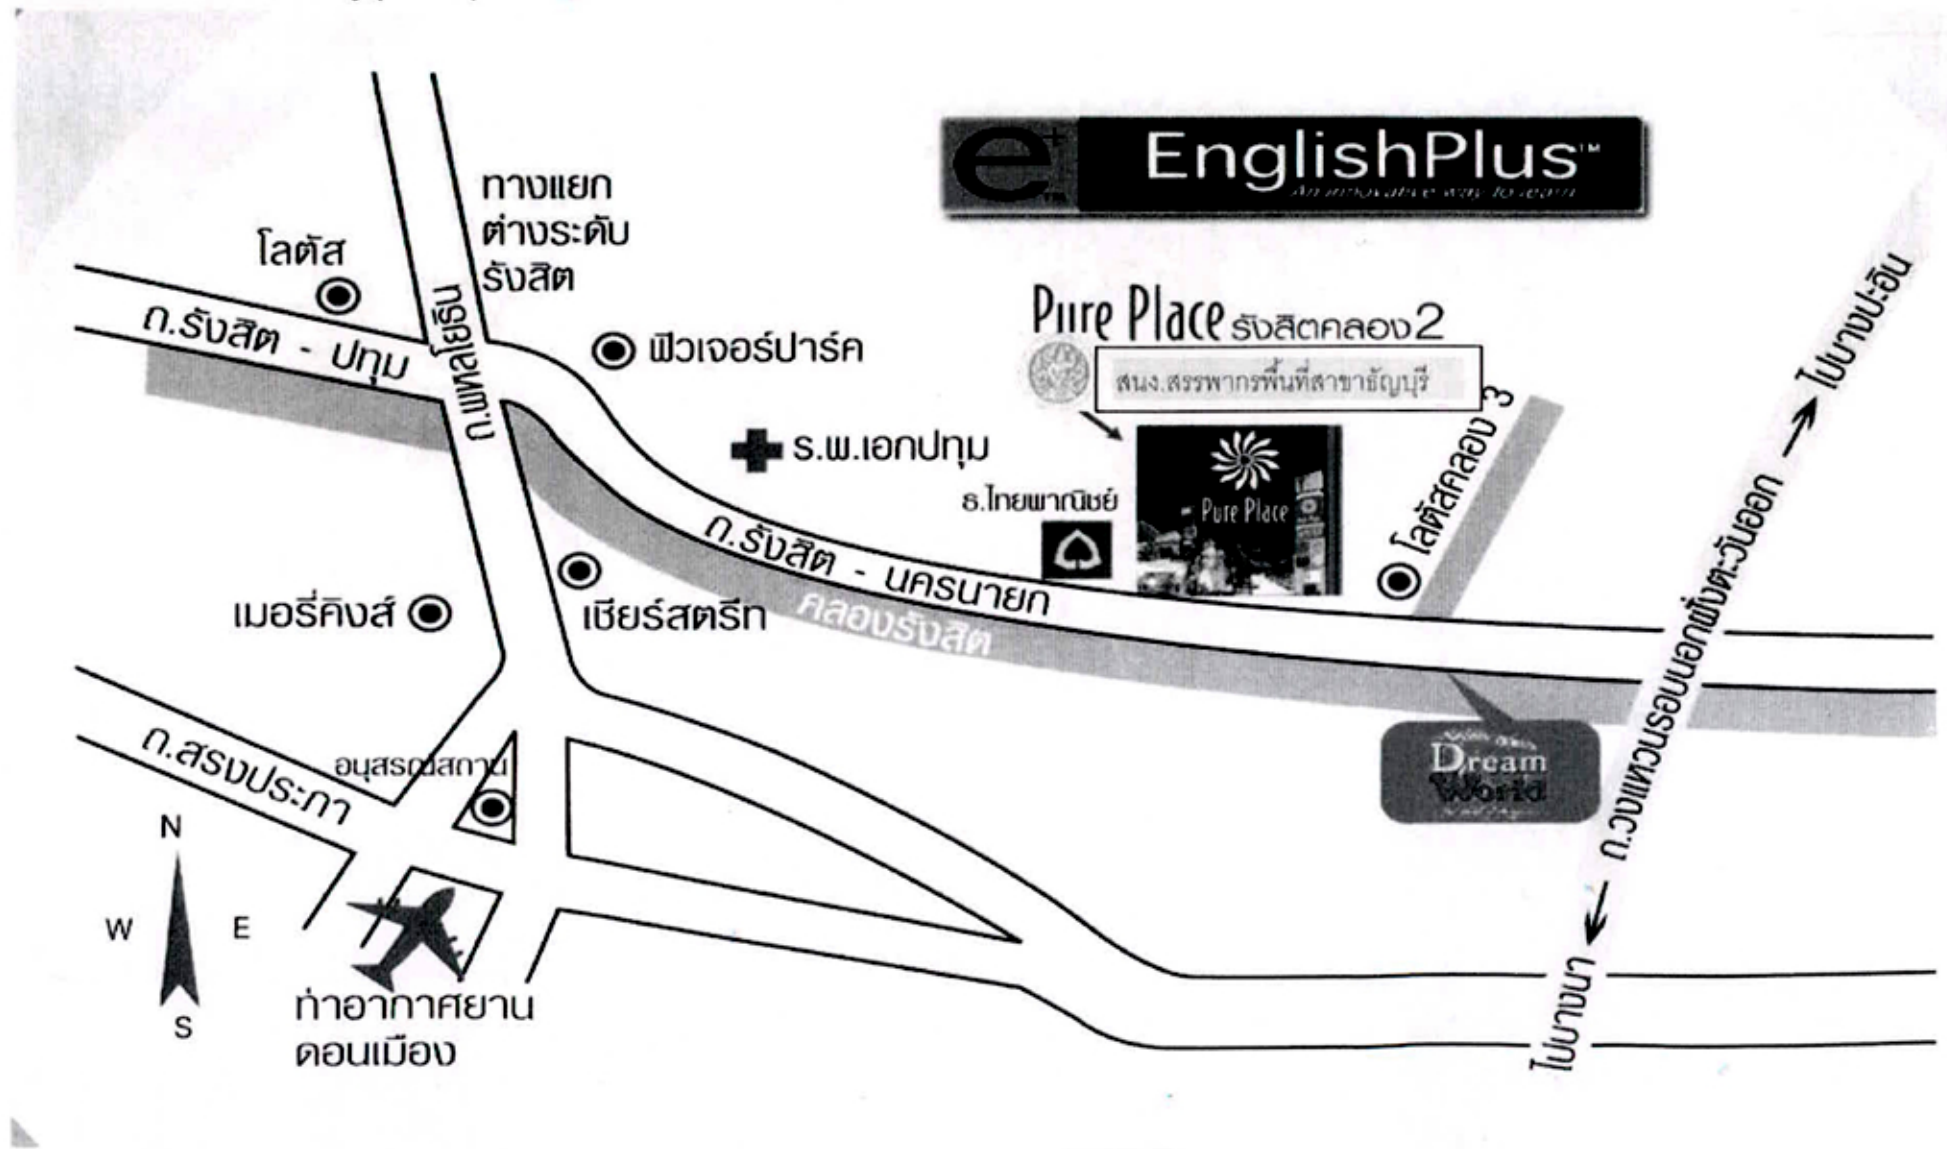 EnglishPlus™
An innovative way to learn
ทางแยก
ต่างระดับ
รังสิต
โลตัส
ถ.พหลโยธิน
ถ.รังสิต - ปทุม
ฟิวเจอร์ปาร์ค
Pure Place รังสิตคลอง 2
สนง.สรรพากรพื้นที่สาขาธัญบุรี
ร.พ.เอกปทุม
ธ.ไทยพาณิชย์
Pure Place
โลตัสคลอง 3
ไปบางปะอิน
ถ.วงแหวนรอบนอกฝั่งตะวันออก
ไปบางนา
ถ.รังสิต - นครนายก
คลองรังสิต
เมอรี่คิงส์
เซียร์สตรีท
Dream
World
ถ.สรงประภา
อนุสรณ์สถาน
N
W E
S
ท่าอากาศยาน
ดอนเมือง